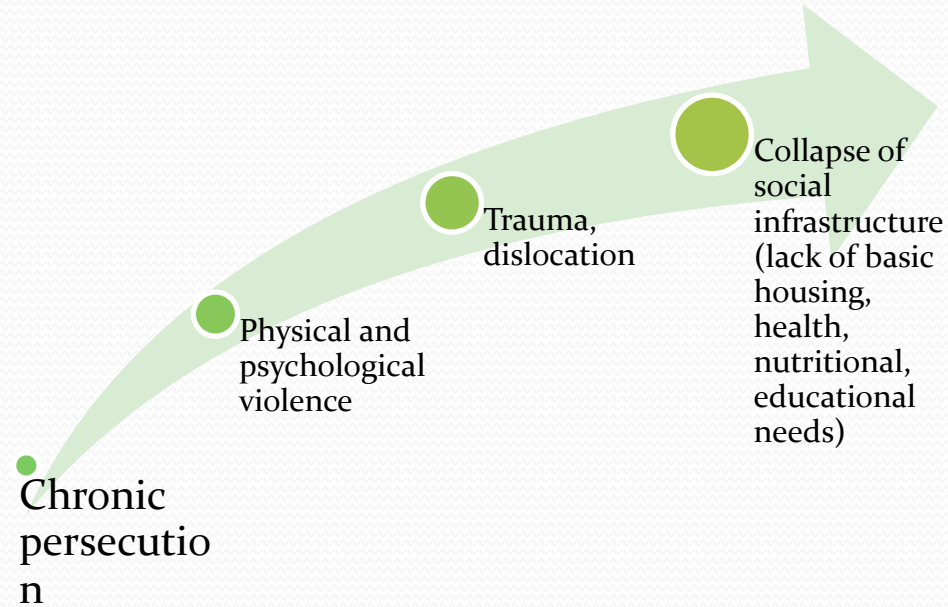 Chronic
persecutio
n
Physical and
psychological
violence
Trauma,
dislocation
Collapse of
social
infrastructure
(lack of basic
housing,
health,
nutritional,
educational
needs)